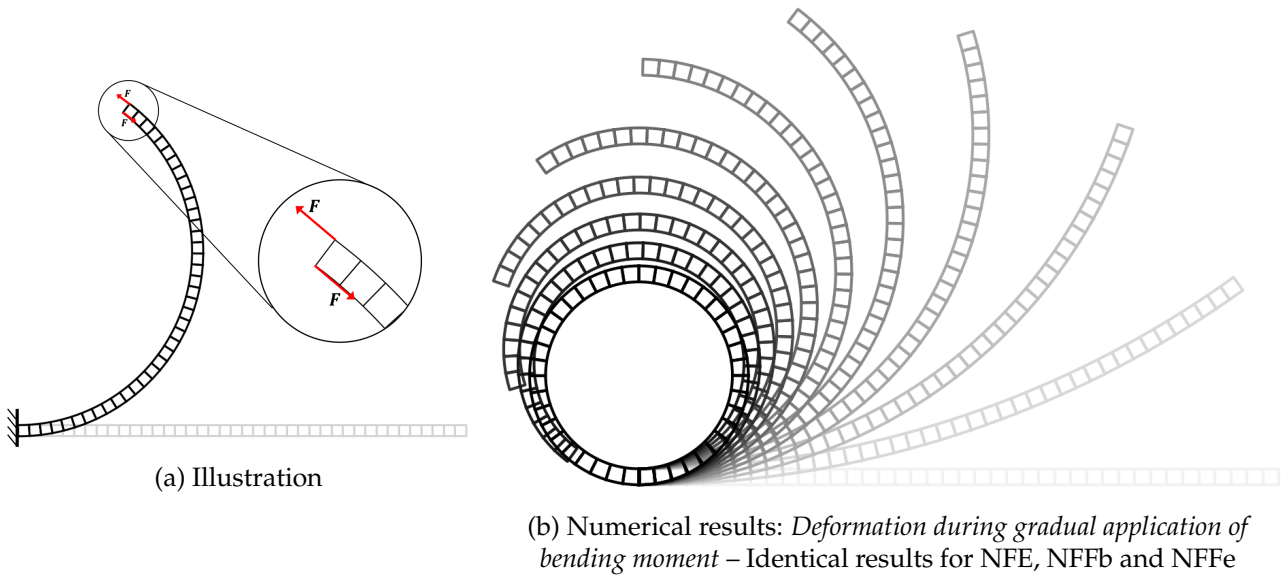 F
F
F
F
(a) Illustration
(b) Numerical results: Deformation during gradual application of
bending moment – Identical results for NFE, NFFb and NFFe